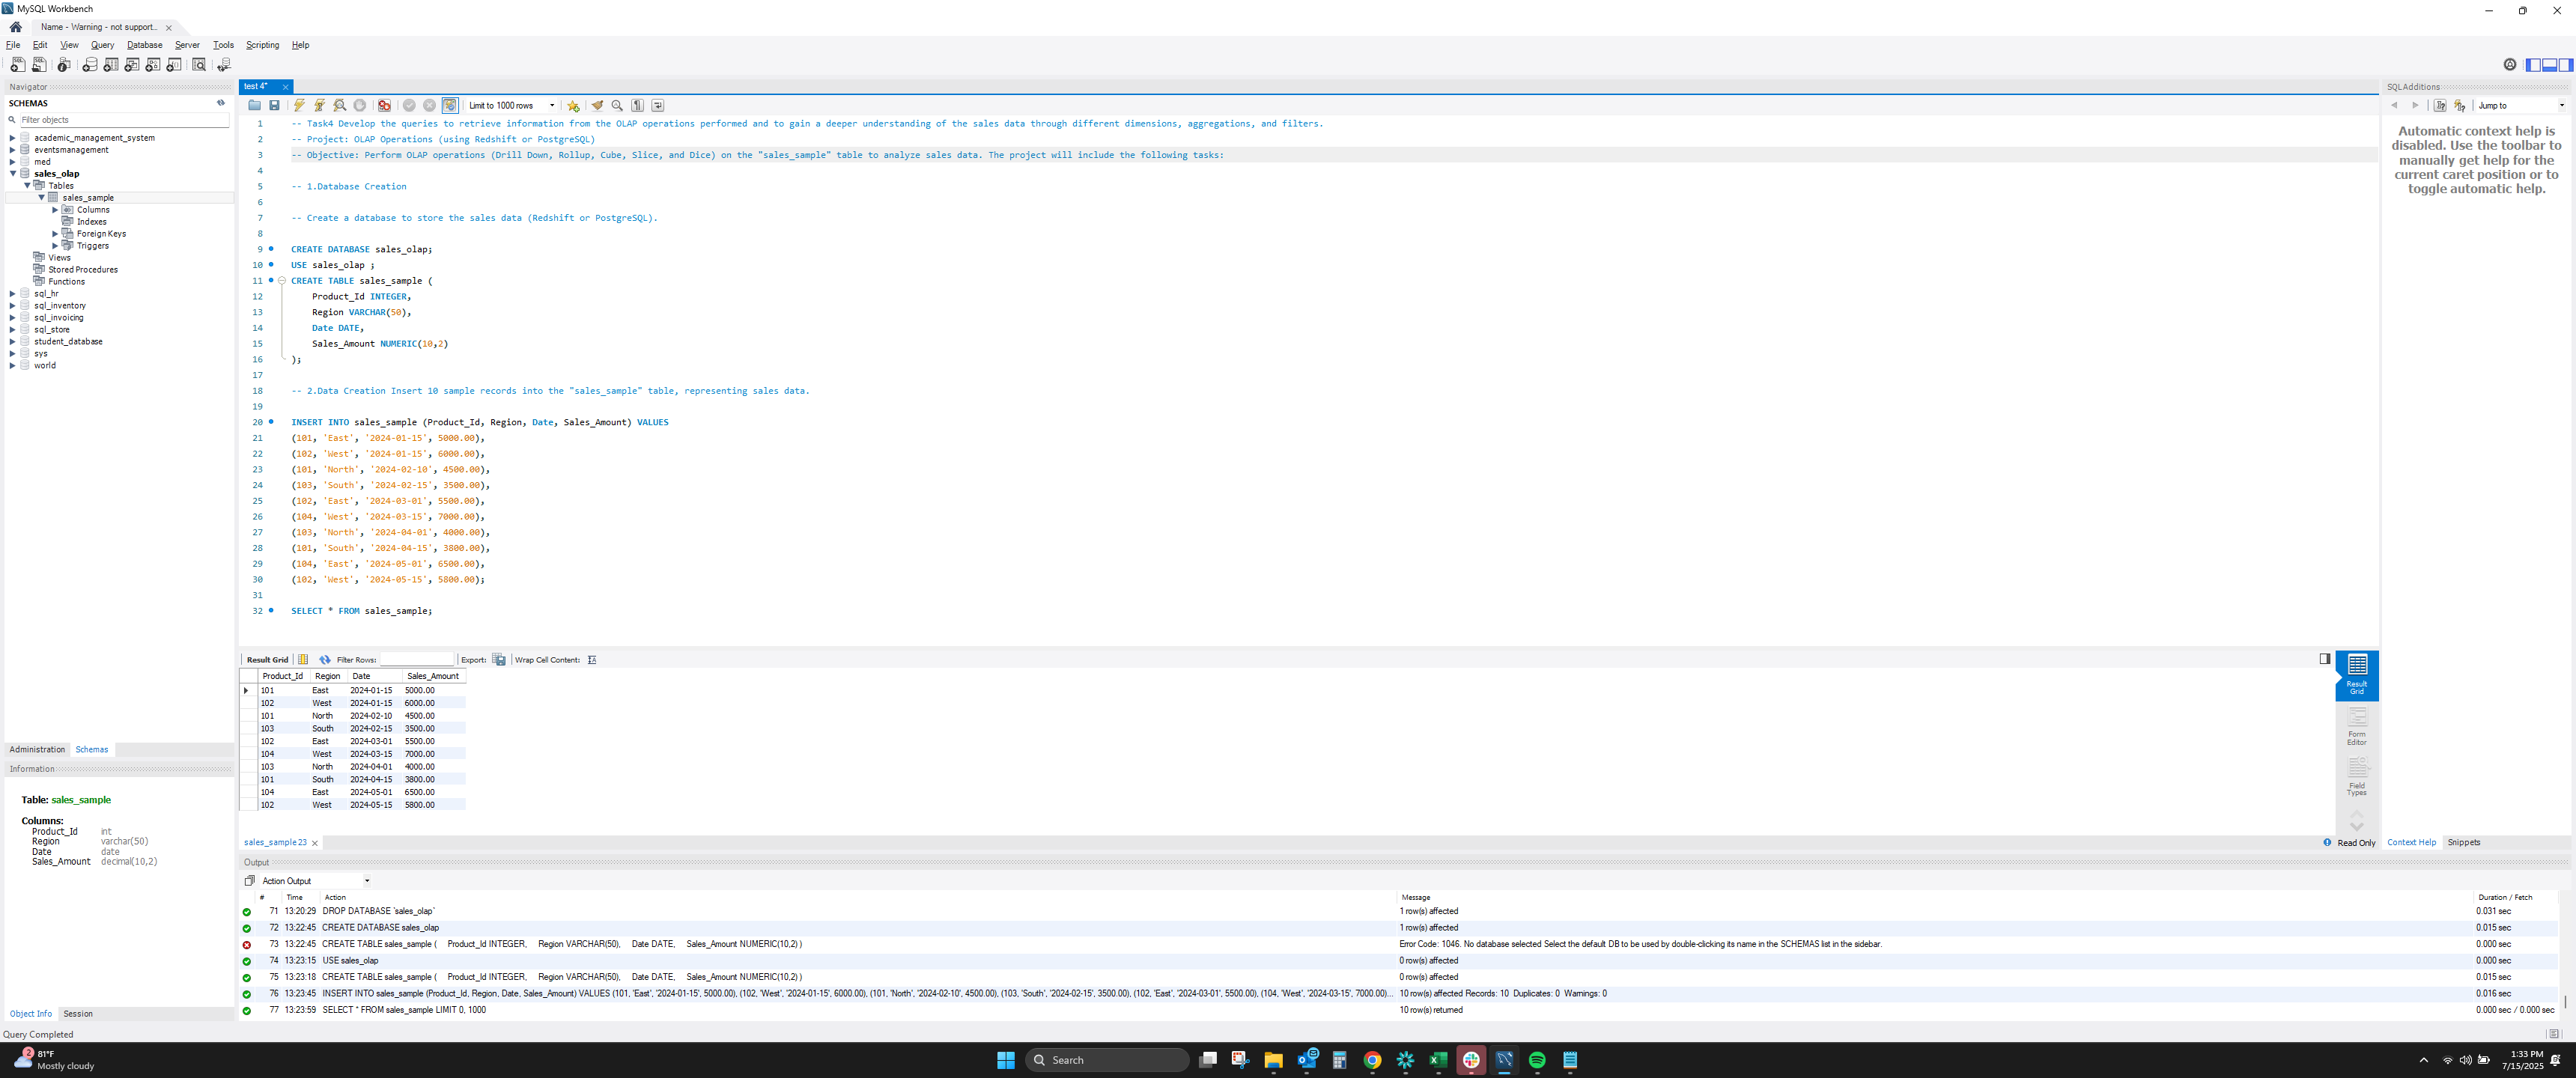 MySQL Workbench
Name - Warning - not support...
File Edit View Query Database Server Tools Scripting Help
Navigator
SCHEMAS
Filter objects
academic_management_system
eventsmanagement
med
sales_olap
Tables
sales_sample
Columns
Indexes
Foreign Keys
Triggers
Views
Stored Procedures
Functions
sql_hr
sql_inventory
sql_invoicing
sql_store
student_database
sys
world
Administration Schemas
Information
Table: sales_sample
Columns:
Product_Id int
Region varchar(50)
Date date
Sales_Amount decimal(10,2)
Object Info Session
Query Completed
test 4*
Limit to 1000 rows
1 -- Task4 Develop the queries to retrieve information from the OLAP operations performed and to gain a deeper understanding of the sales data through different dimensions, aggregations, and filters.
2 -- Project: OLAP Operations (using Redshift or PostgreSQL)
3 -- Objective: Perform OLAP operations (Drill Down, Rollup, Cube, Slice, and Dice) on the "sales_sample" table to analyze sales data. The project will include the following tasks:
4
5 -- 1.Database Creation
6
7 -- Create a database to store the sales data (Redshift or PostgreSQL).
8
9 CREATE DATABASE sales_olap;
10 USE sales_olap ;
11 CREATE TABLE sales_sample (
12 Product_Id INTEGER,
13 Region VARCHAR(50),
14 Date DATE,
15 Sales_Amount NUMERIC(10,2)
16 );
17
18 -- 2.Data Creation Insert 10 sample records into the "sales_sample" table, representing sales data.
19
20 INSERT INTO sales_sample (Product_Id, Region, Date, Sales_Amount) VALUES
21 (101, 'East', '2024-01-15', 5000.00),
22 (102, 'West', '2024-01-15', 6000.00),
23 (101, 'North', '2024-02-10', 4500.00),
24 (103, 'South', '2024-02-15', 3500.00),
25 (102, 'East', '2024-03-01', 5500.00),
26 (104, 'West', '2024-03-15', 7000.00),
27 (103, 'North', '2024-04-01', 4000.00),
28 (101, 'South', '2024-04-15', 3800.00),
29 (104, 'East', '2024-05-01', 6500.00),
30 (102, 'West', '2024-05-15', 5800.00);
31
32 SELECT * FROM sales_sample;
Result Grid Filter Rows: Export: Wrap Cell Content:
Product_Id Region Date Sales_Amount
101 East 2024-01-15 5000.00
102 West 2024-01-15 6000.00
101 North 2024-02-10 4500.00
103 South 2024-02-15 3500.00
102 East 2024-03-01 5500.00
104 West 2024-03-15 7000.00
103 North 2024-04-01 4000.00
101 South 2024-04-15 3800.00
104 East 2024-05-01 6500.00
102 West 2024-05-15 5800.00
Result
Grid
Form
Editor
Field
Types
sales_sample 23
Read Only
SQLAdditions
Jump to
Automatic context help is
disabled. Use the toolbar to
manually get help for the
current caret position or to
toggle automatic help.
Context Help Snippets
Output
Action Output
# Time Action Message Duration / Fetch
71 13:20:29 DROP DATABASE `sales_olap` 1 row(s) affected 0.031 sec
72 13:22:45 CREATE DATABASE sales_olap 1 row(s) affected 0.015 sec
73 13:22:45 CREATE TABLE sales_sample ( Product_Id INTEGER, Region VARCHAR(50), Date DATE, Sales_Amount NUMERIC(10,2) ) Error Code: 1046. No database selected Select the default DB to be used by double-clicking its name in the SCHEMAS list in the sidebar. 0.000 sec
74 13:23:15 USE sales_olap 0 row(s) affected 0.000 sec
75 13:23:18 CREATE TABLE sales_sample ( Product_Id INTEGER, Region VARCHAR(50), Date DATE, Sales_Amount NUMERIC(10,2) ) 0 row(s) affected 0.015 sec
76 13:23:45 INSERT INTO sales_sample (Product_Id, Region, Date, Sales_Amount) VALUES (101, 'East', '2024-01-15', 5000.00), (102, 'West', '2024-01-15', 6000.00), (101, 'North', '2024-02-10', 4500.00), (103, 'South', '2024-02-15', 3500.00), (102, 'East', '2024-03-01', 5500.00), (104, 'West', '2024-03-15', 7000.00)... 10 row(s) affected Records: 10 Duplicates: 0 Warnings: 0 0.016 sec
77 13:23:59 SELECT * FROM sales_sample LIMIT 0, 1000 10 row(s) returned 0.000 sec / 0.000 sec
2
81°F
Mostly cloudy
Search
1:33 PM
7/15/2025